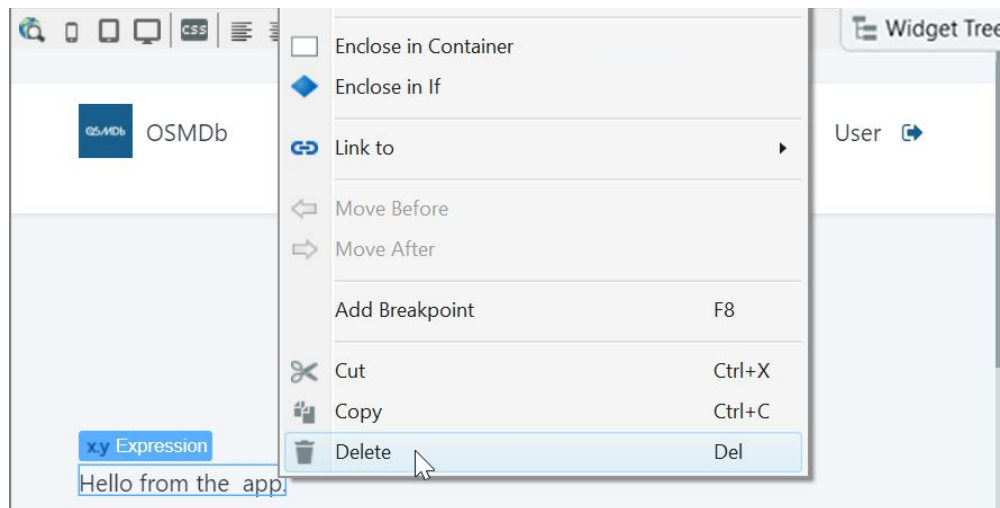 css
Widget Tree
Enclose in Container
Enclose in If
OSMDb OSMDb
User
Link to
Move Before
Move After
Add Breakpoint F8
Cut Ctrl+X
Copy Ctrl+C
x.y Expression
Delete Del
Hello from the app.